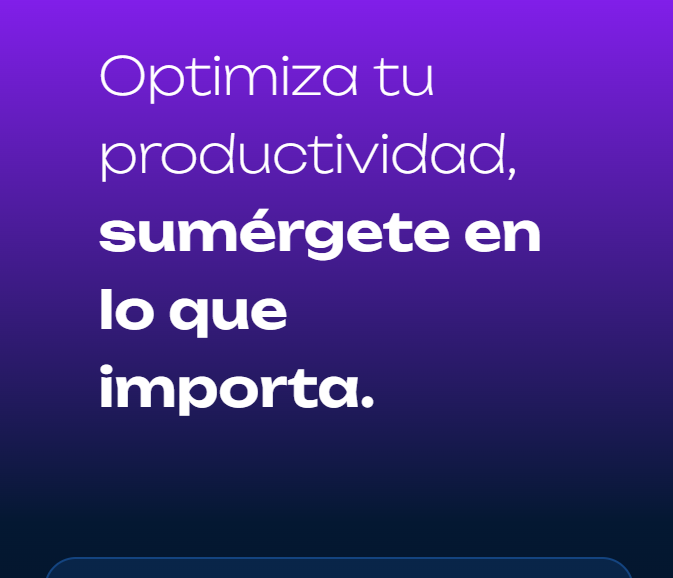 Optimiza tu
productividad,
sumérgete en
lo que
importa.